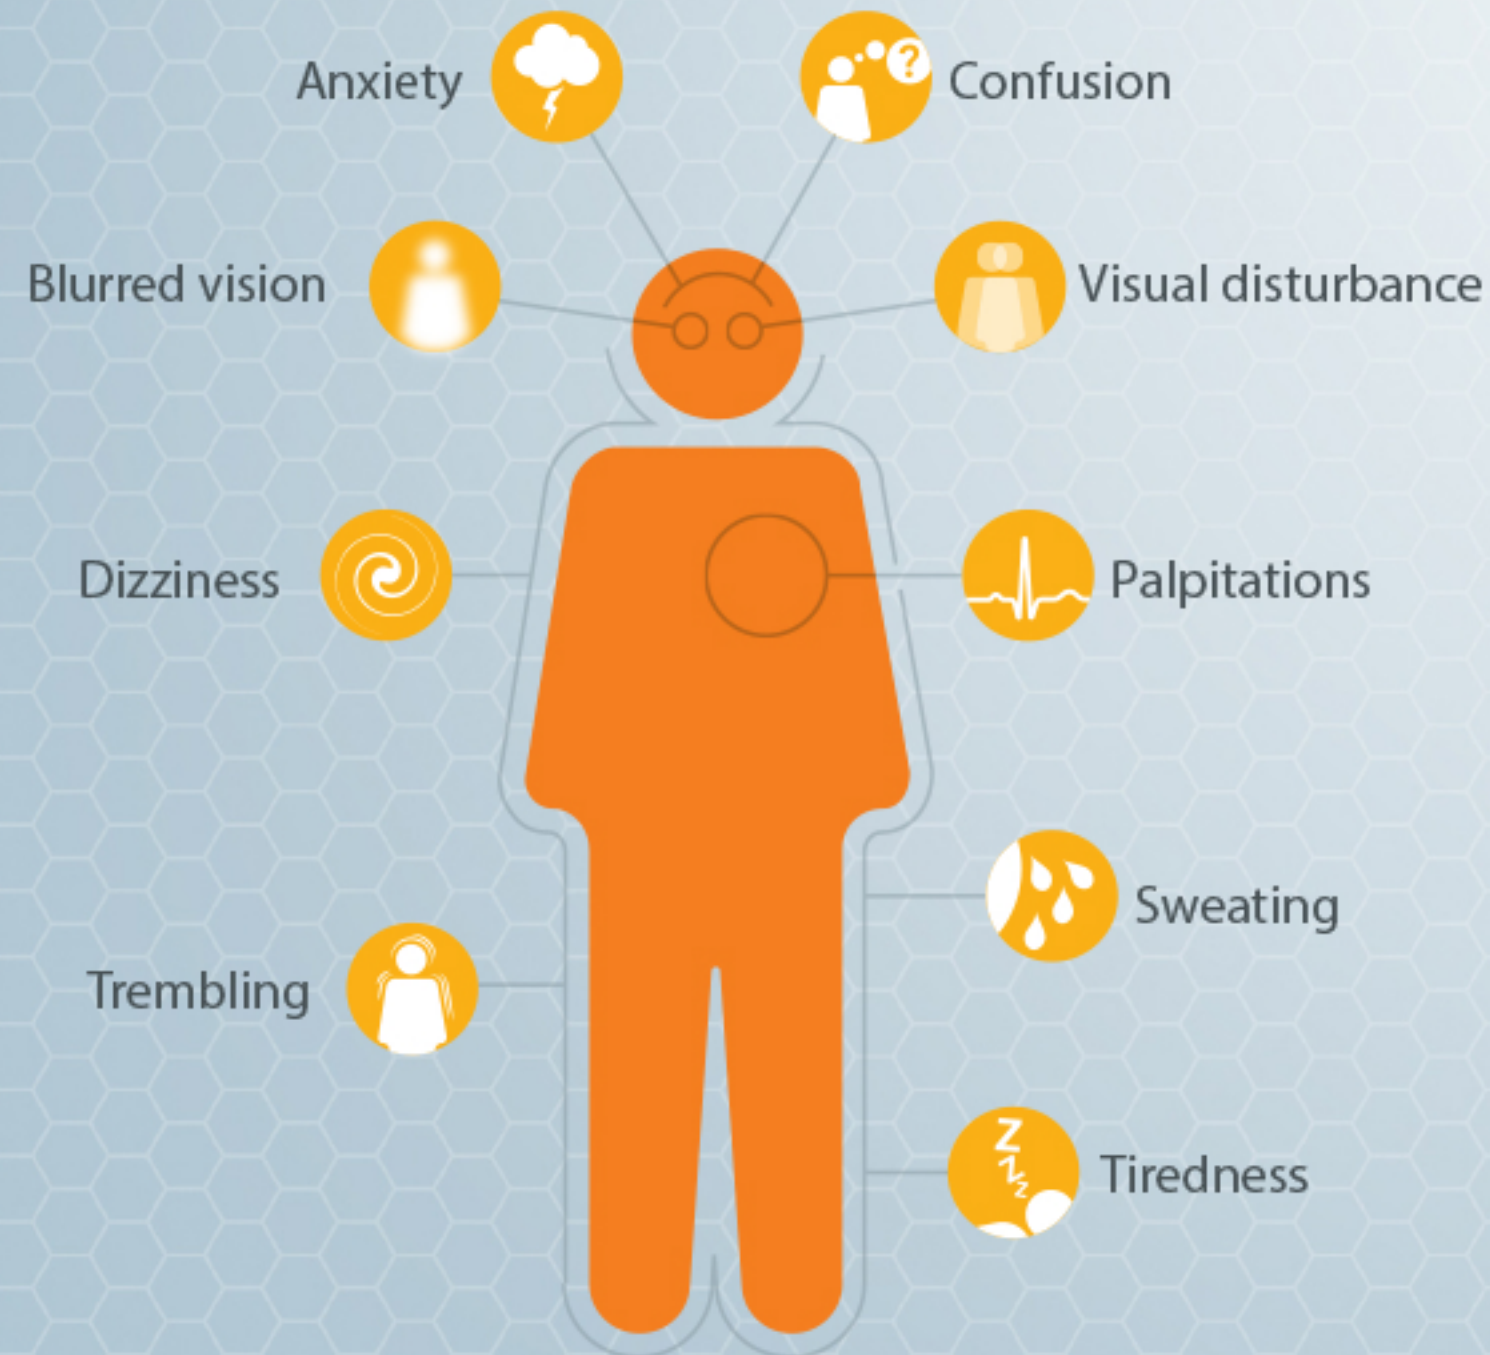 Anxiety
Confusion
?
Blurred vision
Visual disturbance
Dizziness
Palpitations
Sweating
Trembling
Z
Z
Z
Tiredness